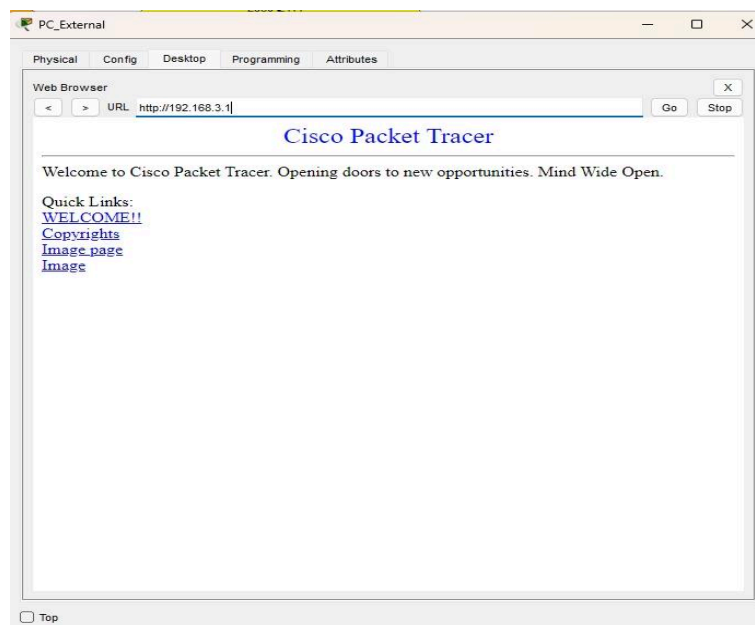 PC_External
Physical Config Desktop Programming Attributes
Web Browser X
< > URL http://192.168.3.1 Go Stop
Cisco Packet Tracer
Welcome to Cisco Packet Tracer. Opening doors to new opportunities. Mind Wide Open.
Quick Links:
WELCOME!!
Copyrights
Image page
Image
Top